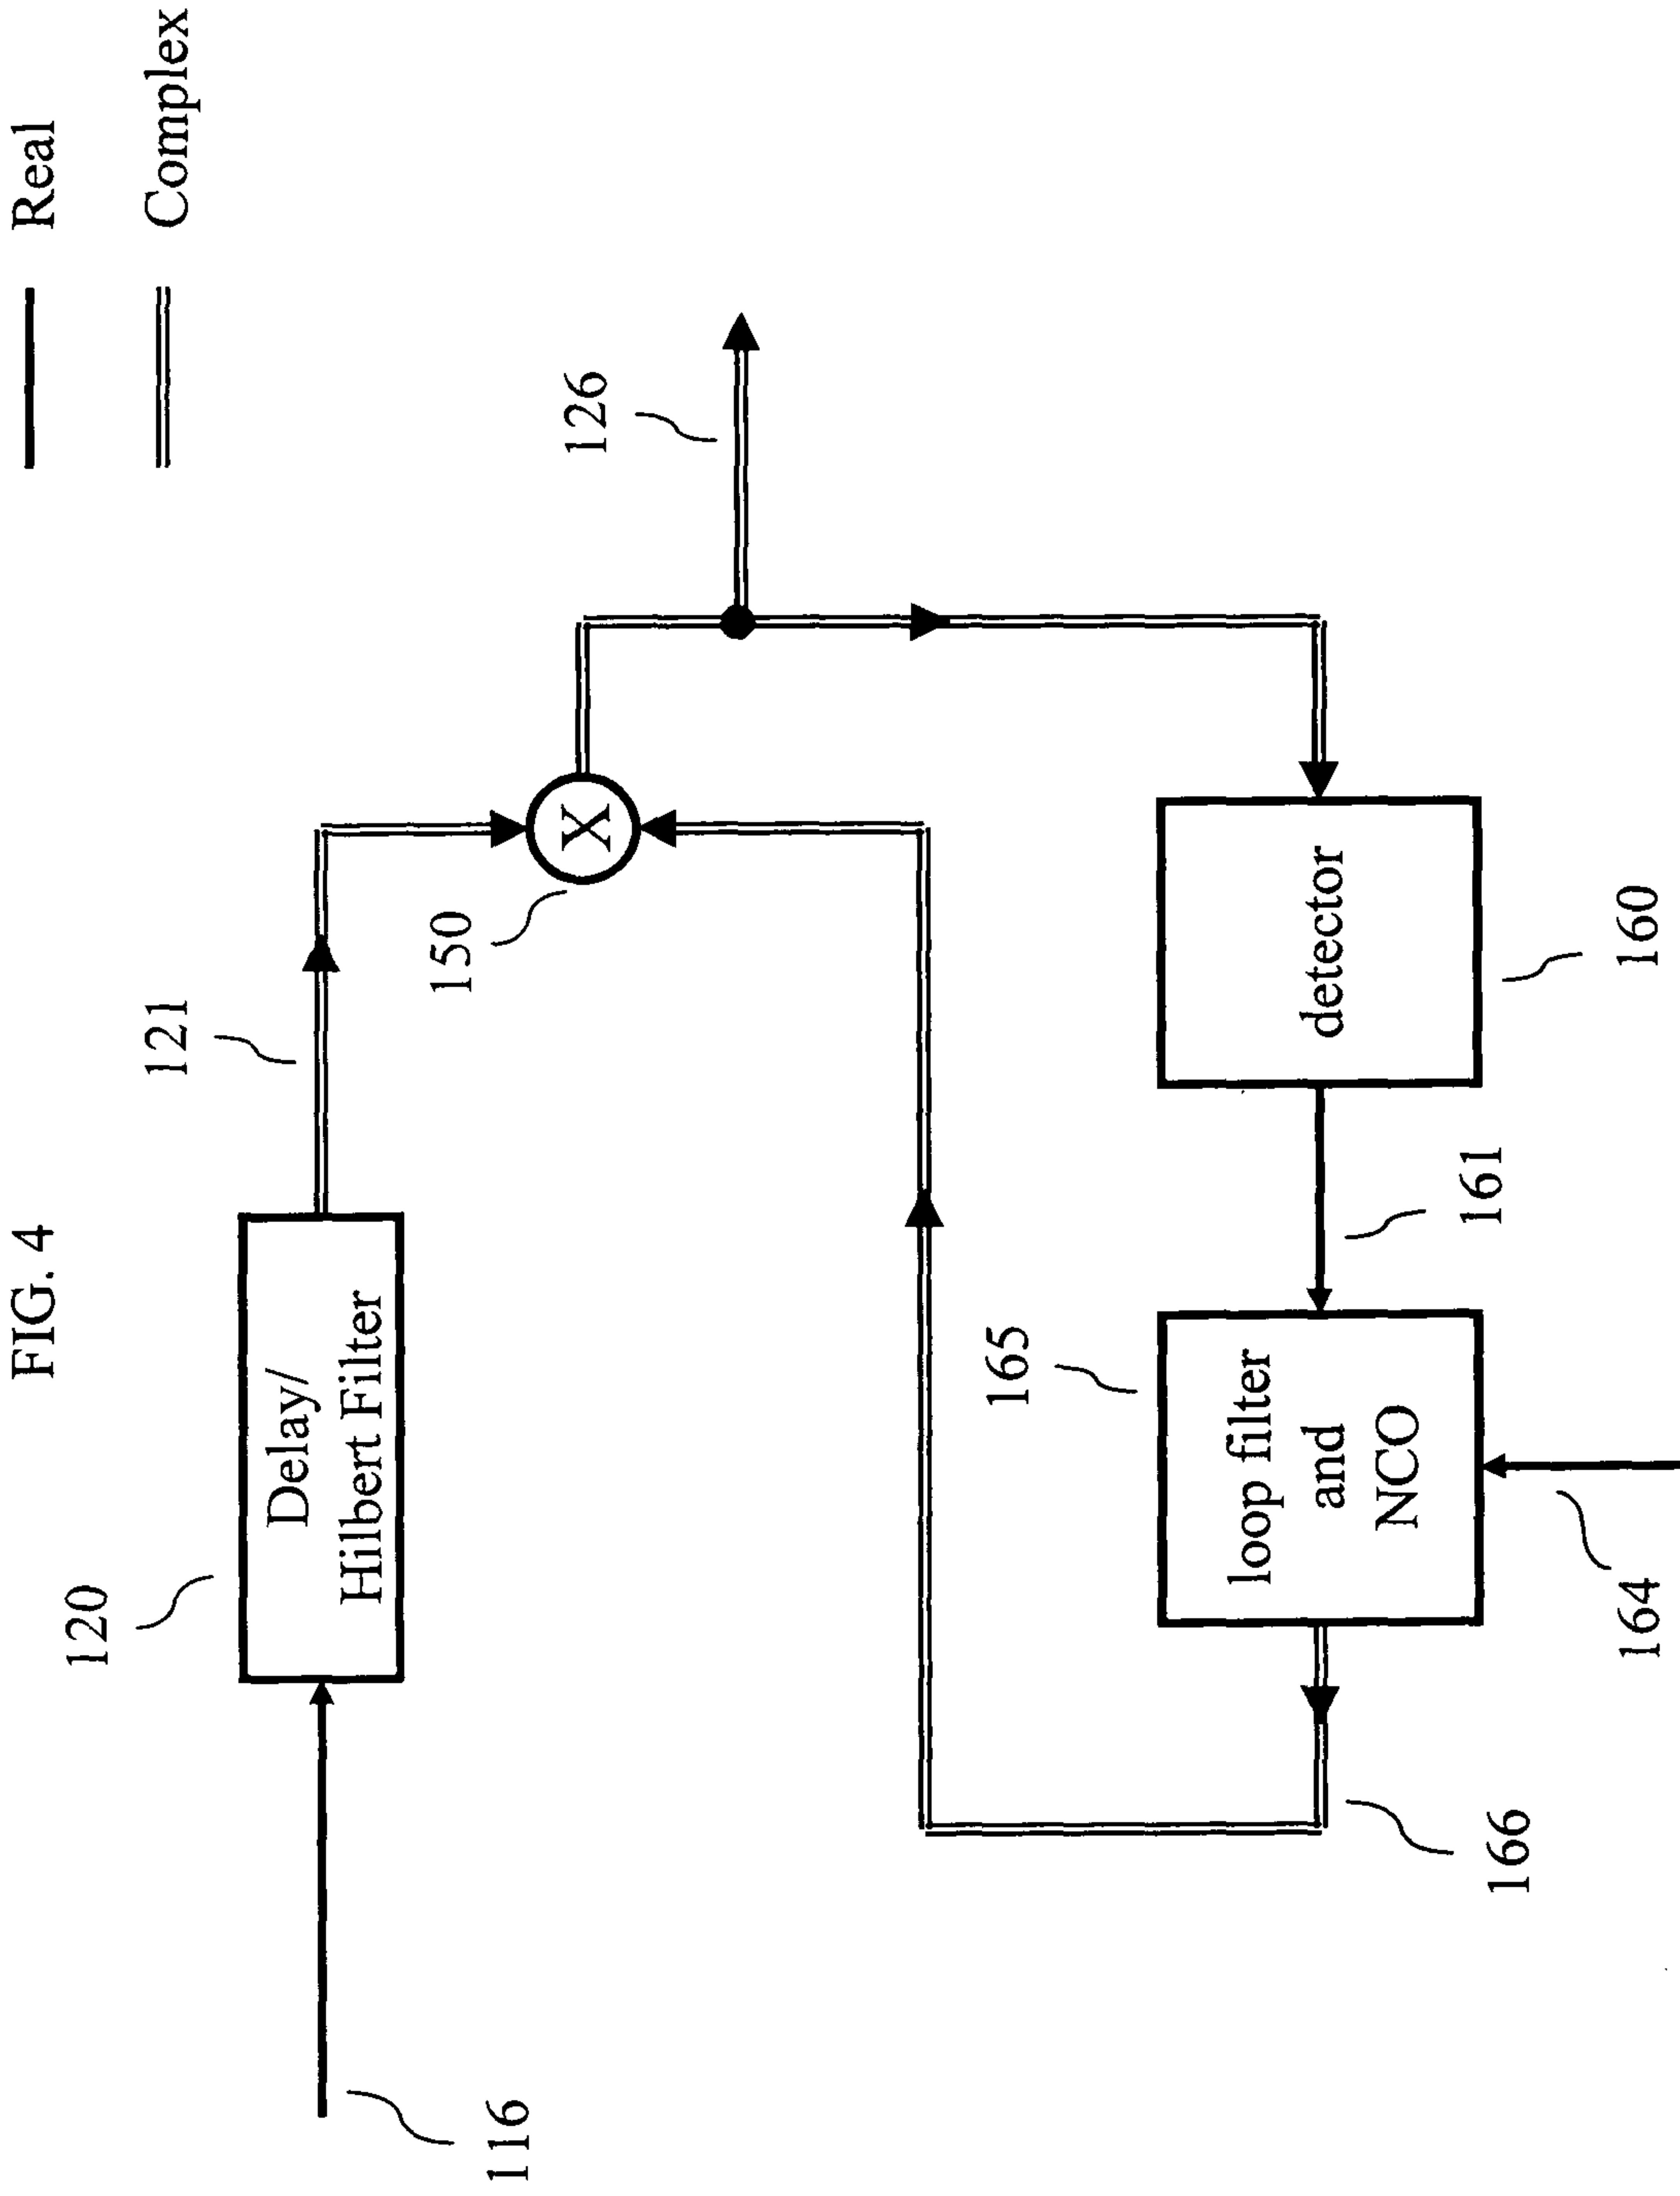 FIG. 4
Real
Complex
120
Delay/
Hilbert Filter
121
116
150
X
126
165
loop filter
and
NCO
161
detector
160
166
164